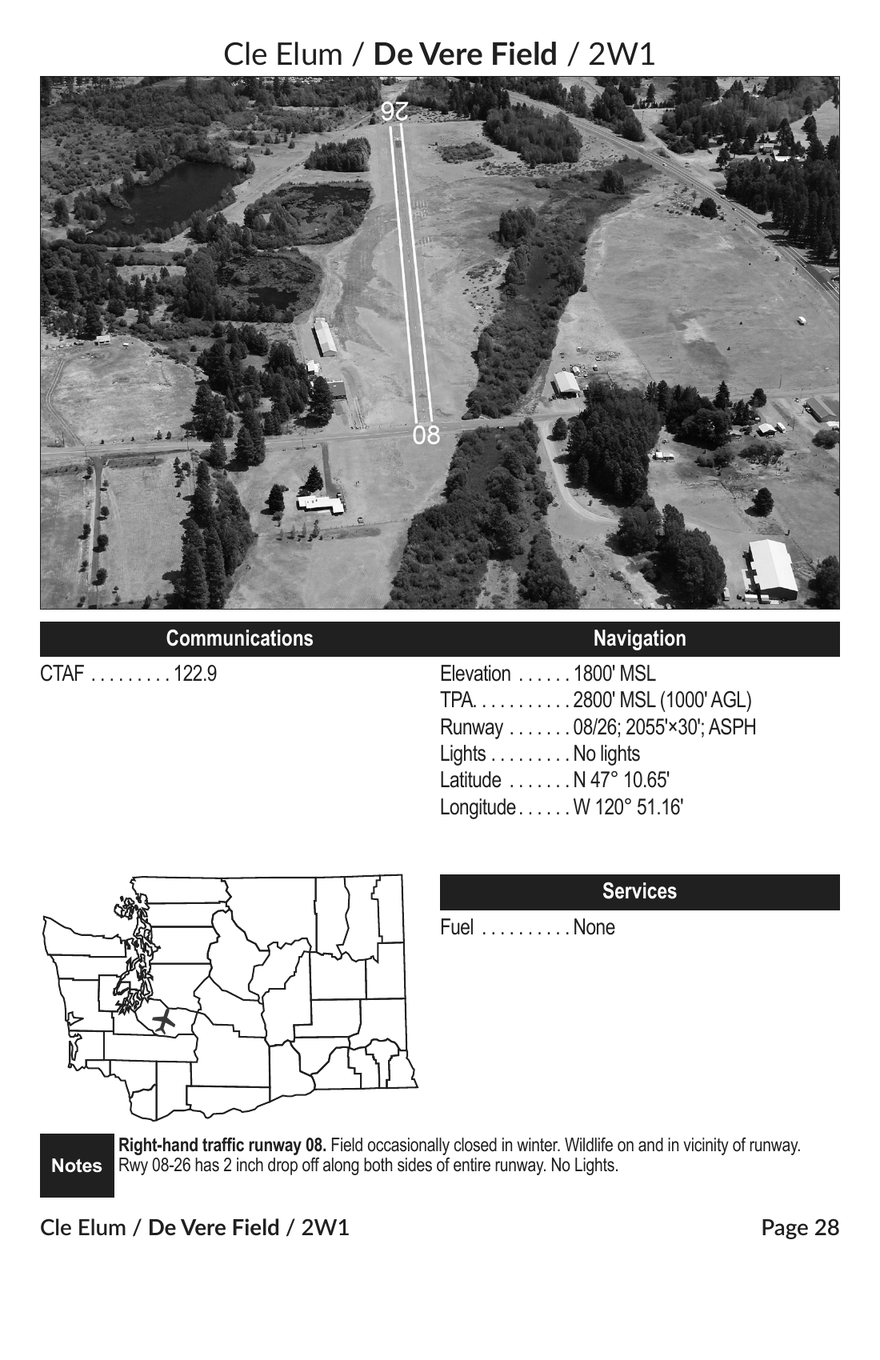 Cle Elum / De Vere Field / 2W1
26
08
Communications
CTAF . . . . . . . . . 122.9
Navigation
Elevation . . . . . . 1800' MSL
TPA. . . . . . . . . . . 2800' MSL (1000' AGL)
Runway . . . . . . . 08/26; 2055'×30'; ASPH
Lights . . . . . . . . . No lights
Latitude . . . . . . . N 47° 10.65'
Longitude . . . . . . W 120° 51.16'
Services
Fuel . . . . . . . . . . None
Notes
Right-hand traffic runway 08. Field occasionally closed in winter. Wildlife on and in vicinity of runway.
Rwy 08-26 has 2 inch drop off along both sides of entire runway. No Lights.
Cle Elum / De Vere Field / 2W1
Page 28